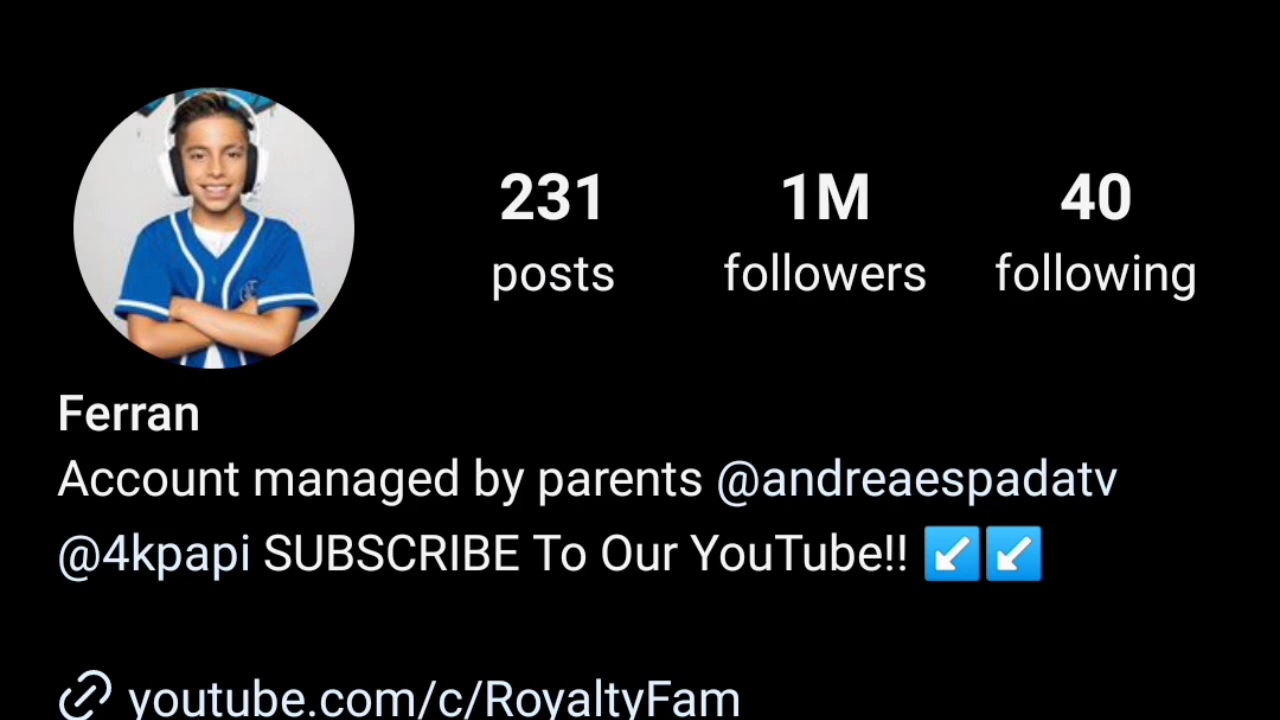 231 1M 40
posts followers following
Ferran
Account managed by parents @andreaespadatv
@4kpapi SUBSCRIBE To Our YouTube!! ↙️↙️
youtube.com/c/RoyaltyFam